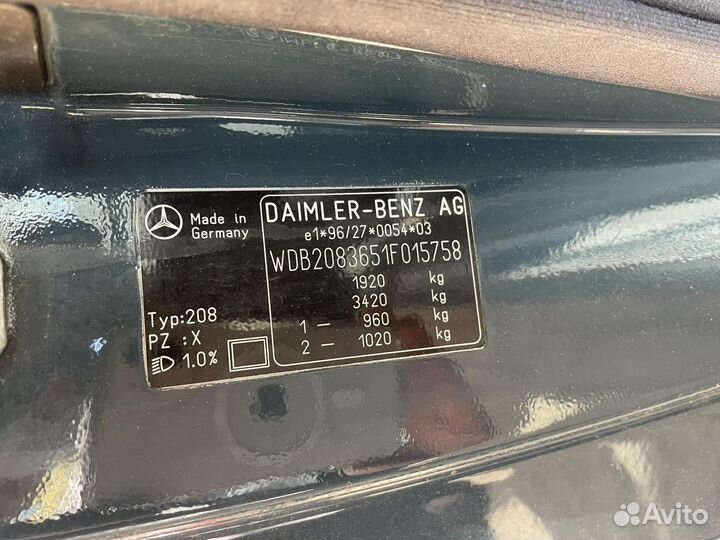 Made in
Germany
DAIMLER-BENZ AG
e1*96/27*0054*03
WDB2083651F015758
1920 kg
3420 kg
1 — 960 kg
2 — 1020 kg
Typ:208
PZ :X
1.0%
Avito